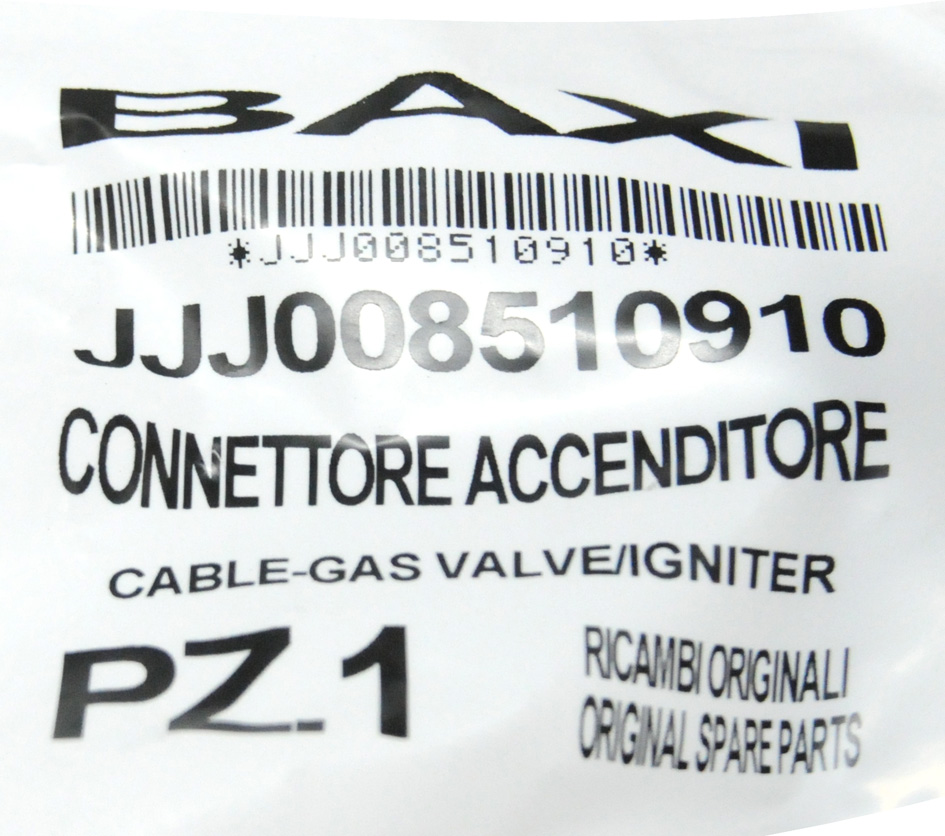 BAXI
*JJJ008510910*
JJJ008510910
CONNETTORE ACCENDITORE
CABLE-GAS VALVE/IGNITER
PZ.1
RICAMBI ORIGINALI
ORIGINAL SPARE PARTS